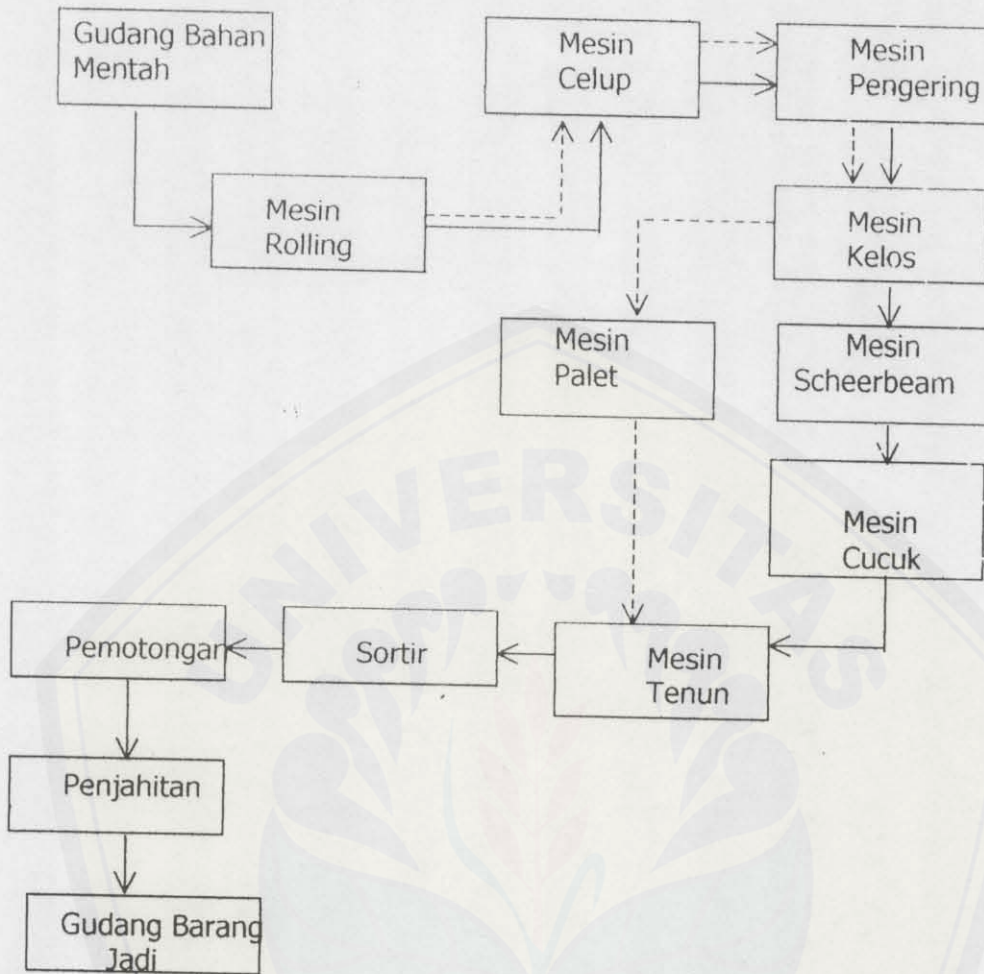 Gudang Bahan
Mentah
Mesin
Rolling
Mesin
Celup
Mesin
Pengering
Mesin
Kelos
Mesin
Palet
Mesin
Scheerbeam
Mesin
Cucuk
Mesin
Tenun
Sortir
Pemotongan
Penjahitan
Gudang Barang
Jadi
UNIVERSITAS